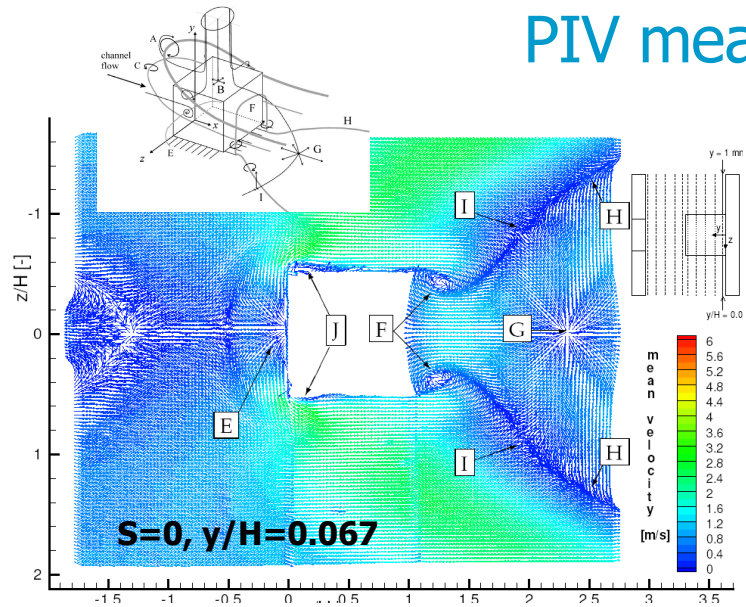 PIV mea
A
y
channel
flow
C
B
F
x
H
z
E
G
I
y = 1 mm
-1
I
H
y
z
z/H [-]
0
J
F
G
y/H = 0.0
E
1
I
H
S=0, y/H=0.067
2
-1.5
-1
-0.5
0
0.5
1
1.5
2
2.5
3
3.5
mean velocity
[m/s]
6
5.6
5.2
4.8
4.4
4
3.6
3.2
2.8
2.4
2
1.6
1.2
0.8
0.4
0